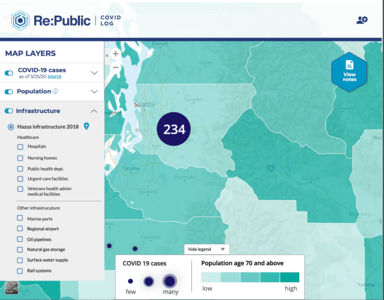 Re:Public
COVID
LOG
MAP LAYERS
COVID-19 cases
as of 3/25/20 source
Population
Infrastructure
Hazus infrastructure 2018
Healthcare
Hospitals
Nursing homes
Public health dept.
Urgent care facilities
Veterans health admin
medical facilities
Other infrastrucuture
Marine ports
Regional airport
Oil pipelines
Natural gas storage
Surface water supply
Rail systems
+
−
Seattle
Tacoma
234
View
notes
Yakima
hide legend
COVID 19 cases
few
many
Population age 70 and above
low
high